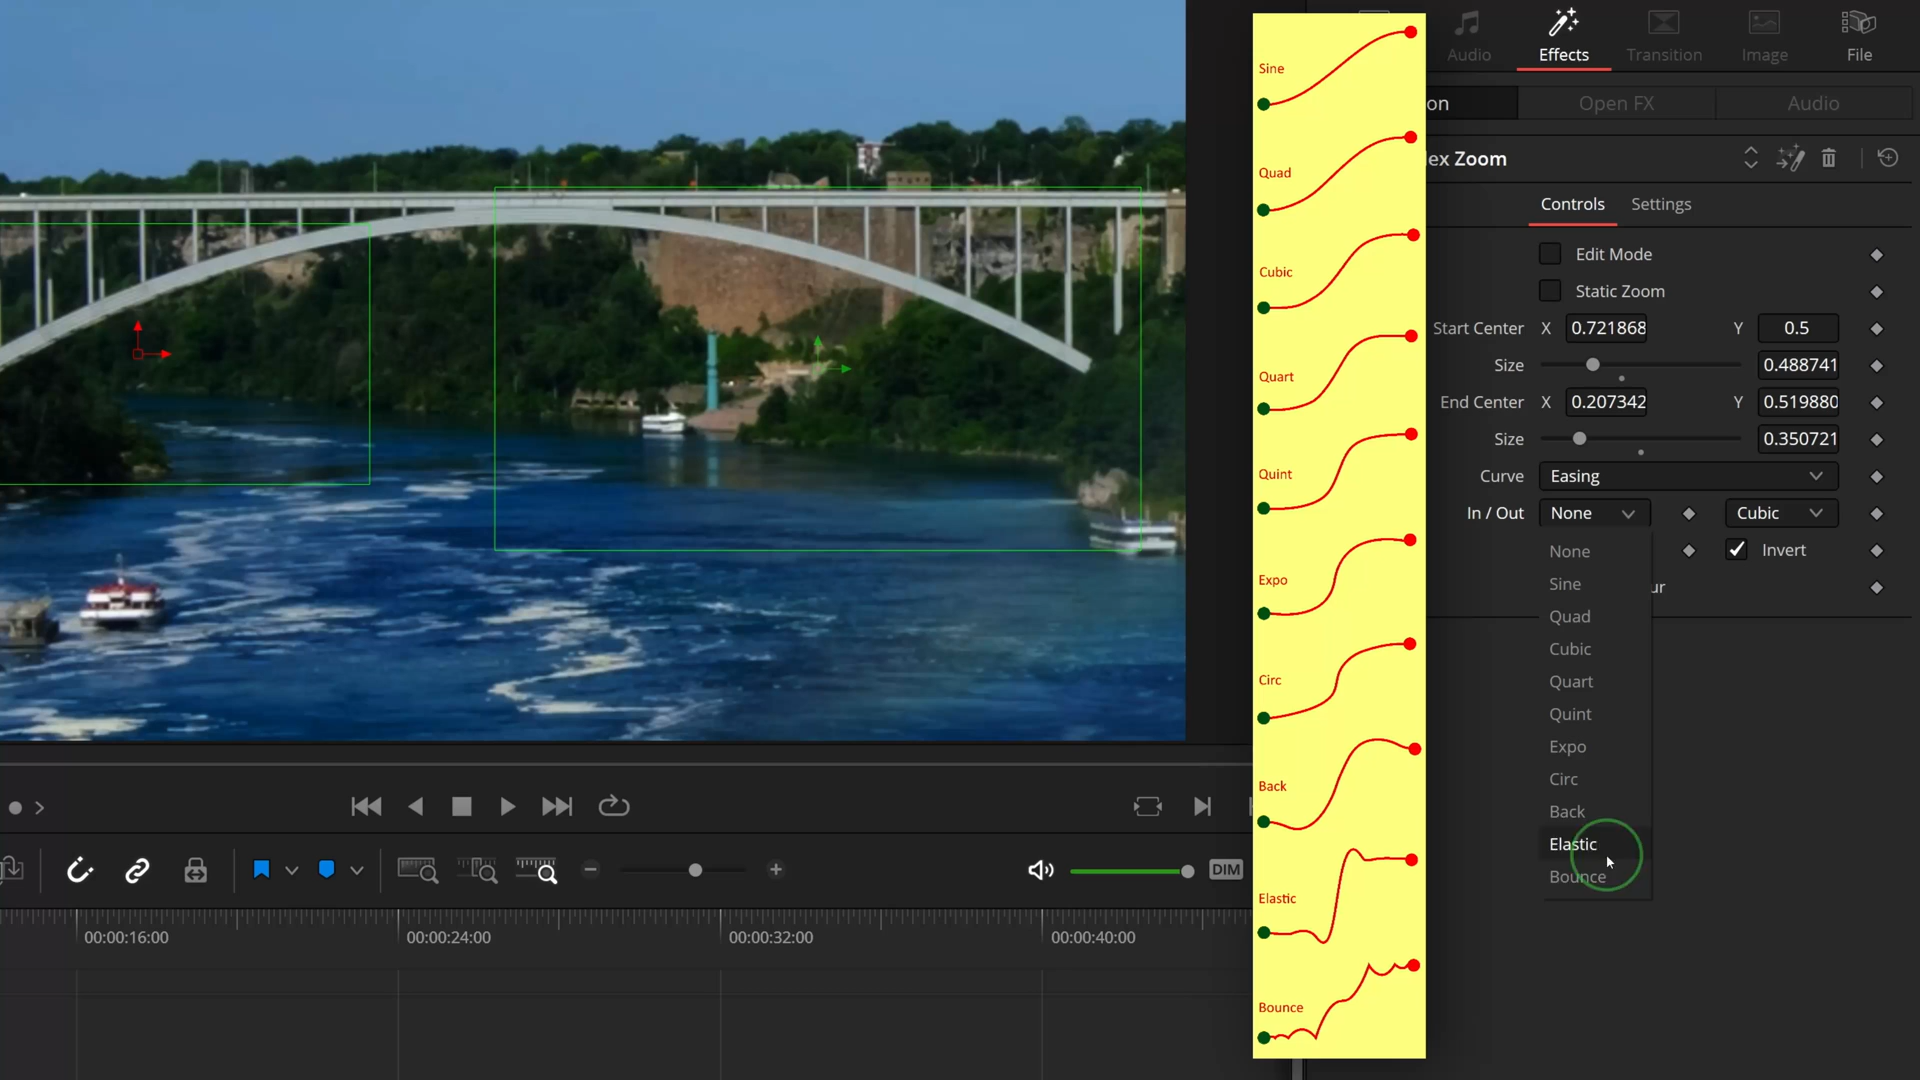 Audio
Effects
Transition
Image
File
on
Open FX
Audio
ex Zoom
Controls
Settings
Edit Mode
Static Zoom
Start Center X 0.721868 Y 0.5
Size 0.488741
End Center X 0.207342 Y 0.519880
Size 0.350721
Curve Easing
In / Out None Cubic
Invert
ur
None
Sine
Quad
Cubic
Quart
Quint
Expo
Circ
Back
Elastic
Bounce
Sine
Quad
Cubic
Quart
Quint
Expo
Circ
Back
Elastic
Bounce
DIM
00:00:16:00
00:00:24:00
00:00:32:00
00:00:40:00